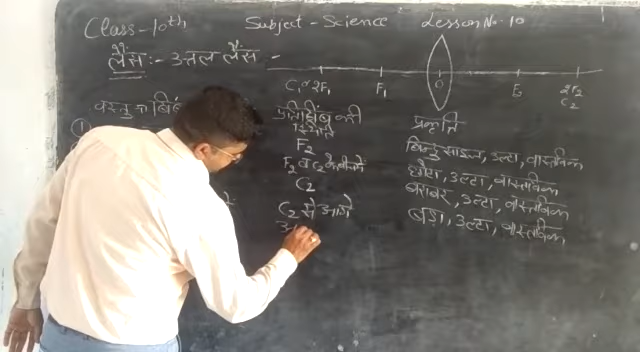 Class-10th, Subject-Science Lesson No. 10
लेंस :- उत्तल लेंस :-
C₁ व 2F₁ F₁ O F₂ 2F₂
C₂
प्रतिबिंब की प्रकृति
F₂ बिन्दु साइज, उल्टा, वास्तविक
F₂ व C₂ के बीच में छोटा, उल्टा, वास्तविक
C₂ बराबर, उल्टा, वास्तविक
C₂ से आगे बड़ा, उल्टा, वास्तविक